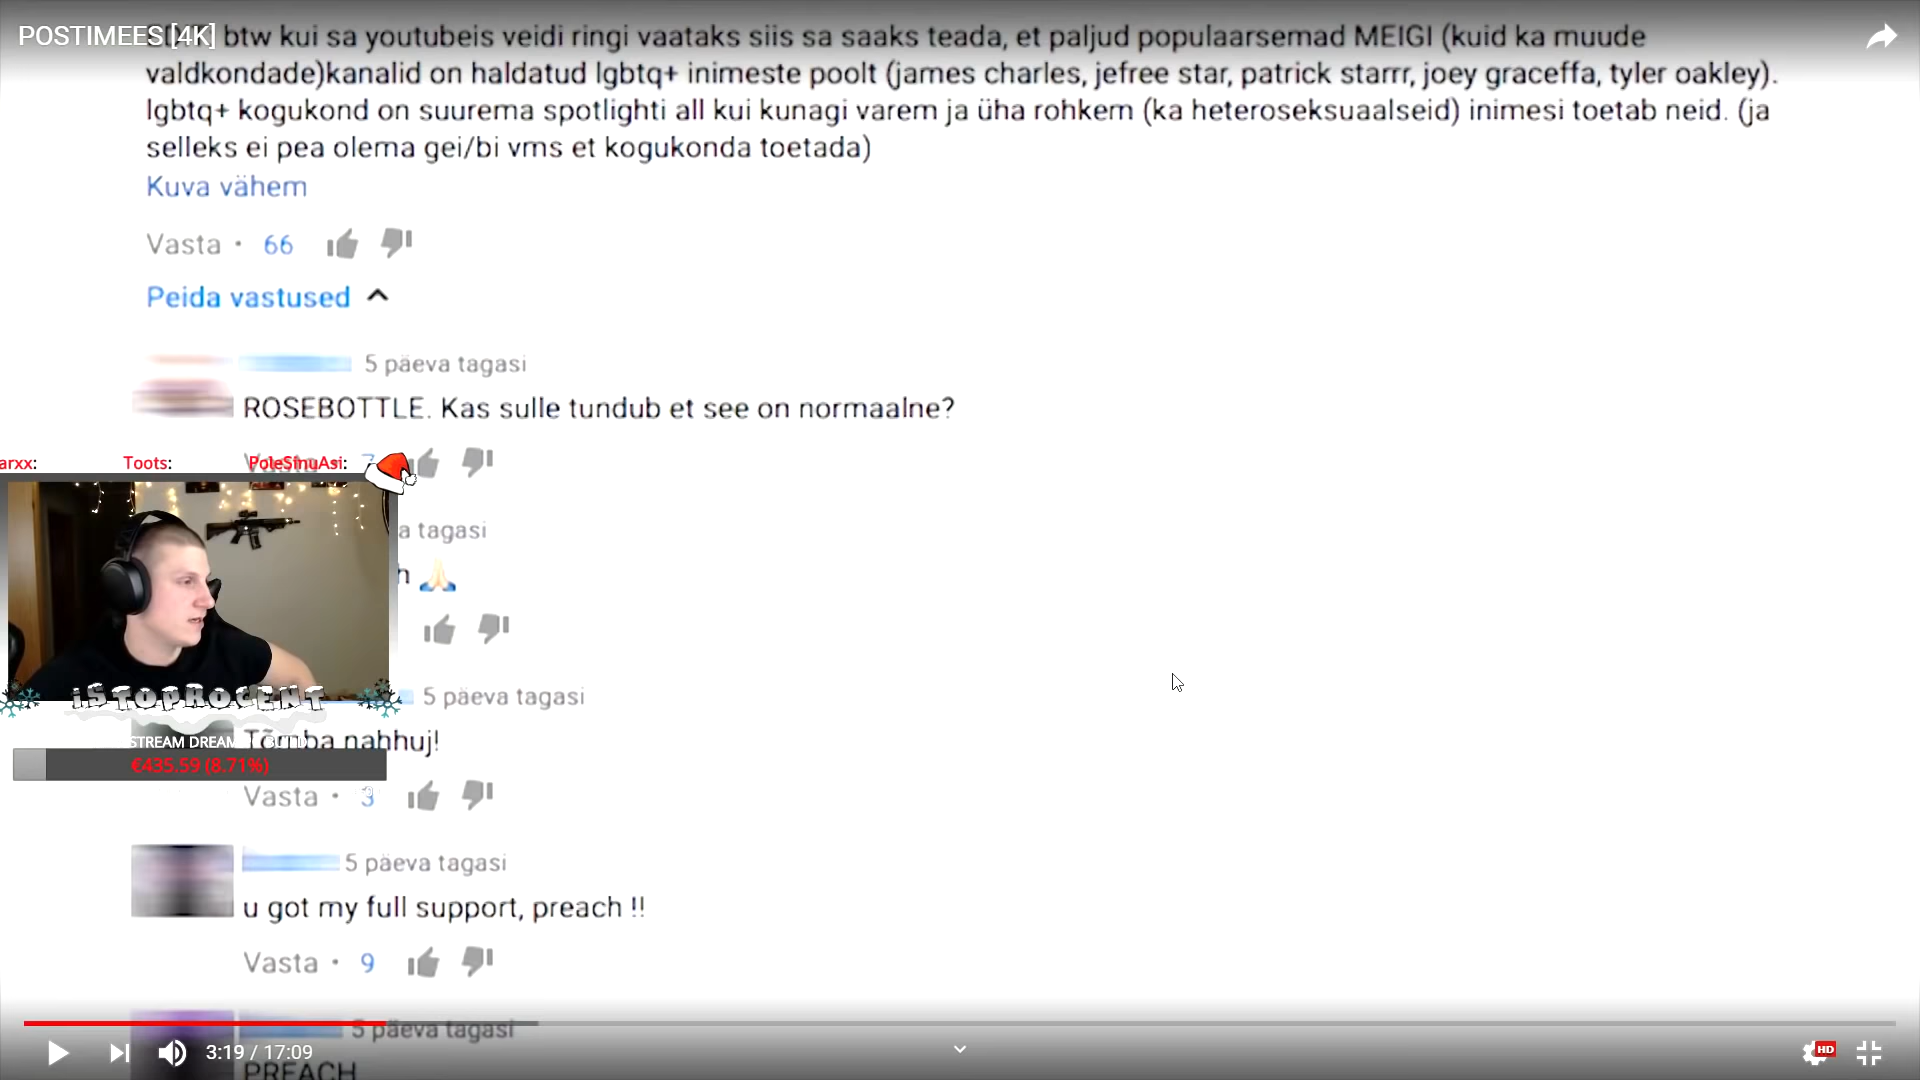 POSTIMEES [4K]
btw kui sa youtubeis veidi ringi vaataks siis sa saaks teada, et paljud populaarsemad MEIGI (kuid ka muude
valdkondade)kanalid on haldatud lgbtq+ inimeste poolt (james charles, jefree star, patrick starrr, joey graceffa, tyler oakley).
lgbtq+ kogukond on suurema spotlighti all kui kunagi varem ja üha rohkem (ka heteroseksuaalseid) inimesi toetab neid. (ja
selleks ei pea olema gei/bi vms et kogukonda toetada)
Kuva vähem
Vasta • 66
Peida vastused
5 päeva tagasi
ROSEBOTTLE. Kas sulle tundub et see on normaalne?
arxx: Toots: PoleSinuAsi:
Vasta • 7
a tagasi
h 🙏🏻
iSTOPROCENT
5 päeva tagasi
STREAM DREAM
Tõmba nahhuj!
€435.59 (8.71%)
Vasta • 3
5 päeva tagasi
u got my full support, preach !!
Vasta • 9
5 päeva tagasi
3:19 / 17:09
HD
PREACH